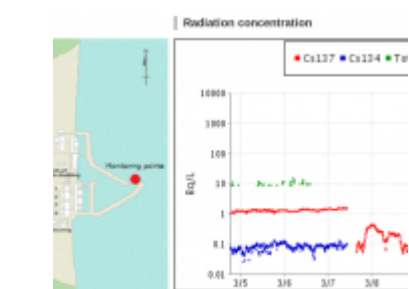 Radiation concentration
Cs137 Cs134 To
10000
1000
100
10
1
0.1
0.01
Bq/L
3/5 3/6 3/7 3/8
Monitoring points